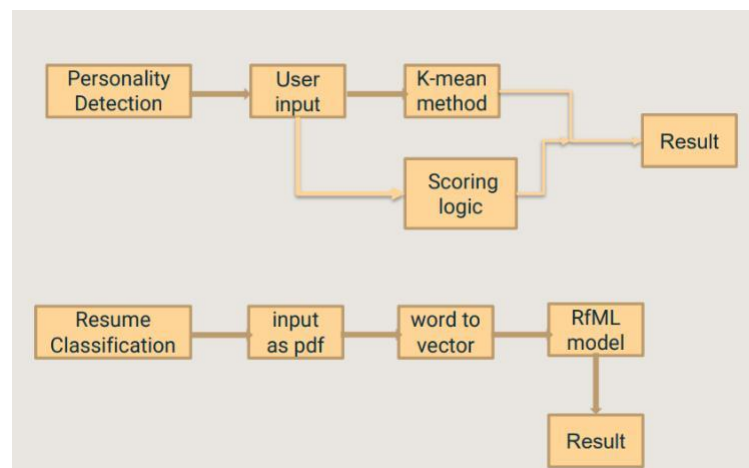 Personality
Detection
User
input
K-mean
method
Result
Scoring
logic
Resume
Classification
input
as pdf
word to
vector
RfML
model
Result